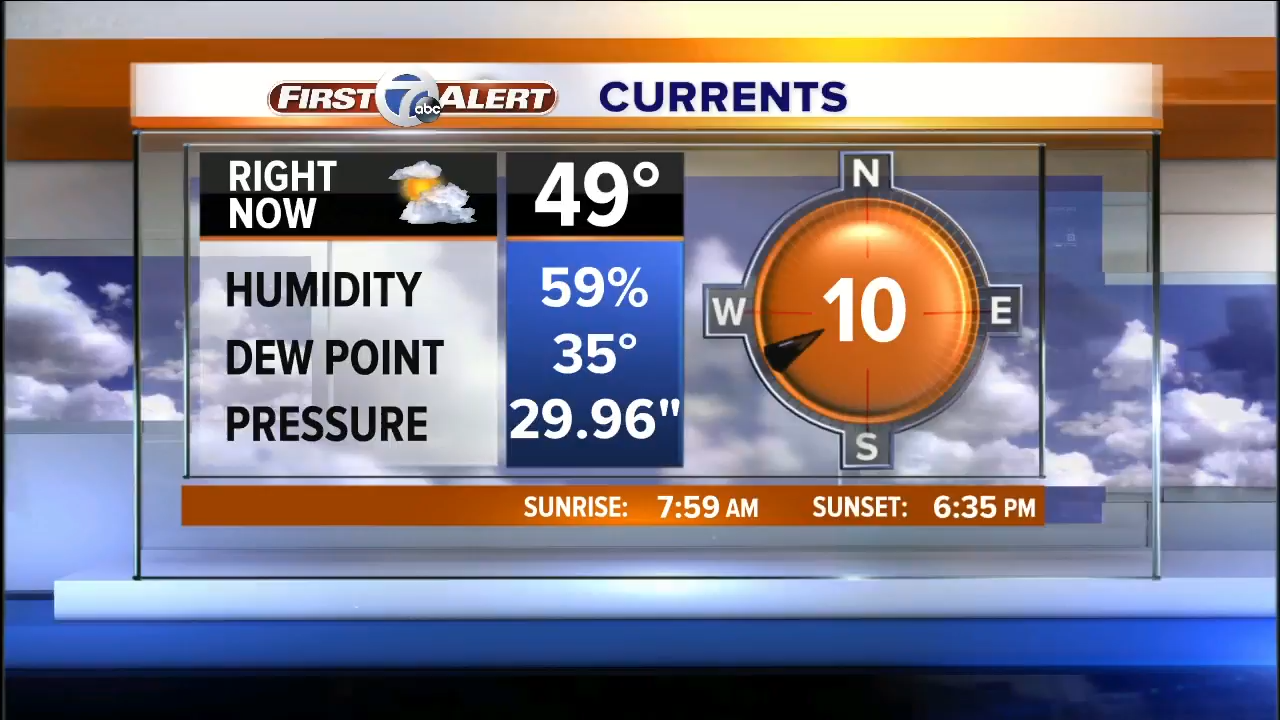 FIRST 7 abc ALERT CURRENTS
RIGHT NOW
49°
HUMIDITY 59%
DEW POINT 35°
PRESSURE 29.96"
N
W 10 E
S
SUNRISE: 7:59 AM SUNSET: 6:35 PM